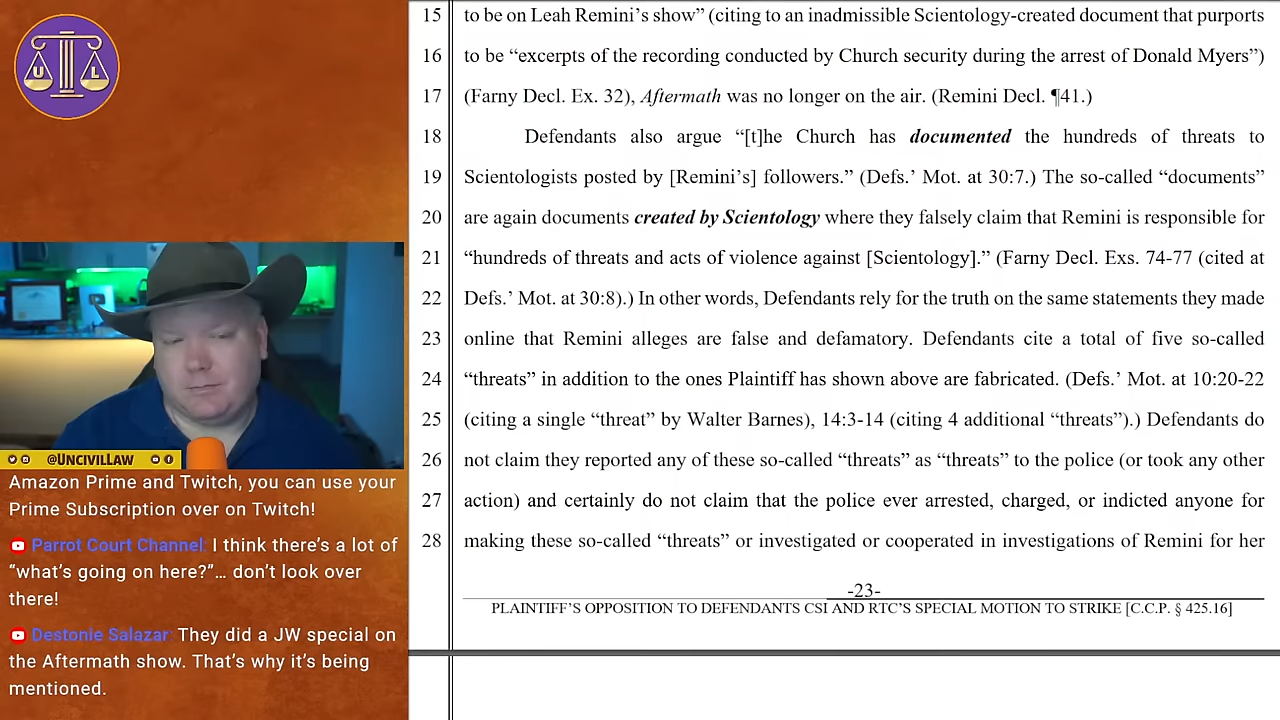 U L
@UNCIVILLAW
Amazon Prime and Twitch, you can use your
Prime Subscription over on Twitch!
Parrot Court Channel: I think there's a lot of
"what's going on here?"... don't look over
there!
Destonie Salazar: They did a JW special on
the Aftermath show. That's why it's being
mentioned.
15 to be on Leah Remini's show" (citing to an inadmissible Scientology-created document that purports
16 to be "excerpts of the recording conducted by Church security during the arrest of Donald Myers")
17 (Farny Decl. Ex. 32), Aftermath was no longer on the air. (Remini Decl. ¶41.)
18 Defendants also argue "[t]he Church has documented the hundreds of threats to
19 Scientologists posted by [Remini's] followers." (Defs.' Mot. at 30:7.) The so-called "documents"
20 are again documents created by Scientology where they falsely claim that Remini is responsible for
21 "hundreds of threats and acts of violence against [Scientology]." (Farny Decl. Exs. 74-77 (cited at
22 Defs.' Mot. at 30:8).) In other words, Defendants rely for the truth on the same statements they made
23 online that Remini alleges are false and defamatory. Defendants cite a total of five so-called
24 "threats" in addition to the ones Plaintiff has shown above are fabricated. (Defs.' Mot. at 10:20-22
25 (citing a single "threat" by Walter Barnes), 14:3-14 (citing 4 additional "threats").) Defendants do
26 not claim they reported any of these so-called "threats" as "threats" to the police (or took any other
27 action) and certainly do not claim that the police ever arrested, charged, or indicted anyone for
28 making these so-called "threats" or investigated or cooperated in investigations of Remini for her
-23-
PLAINTIFF'S OPPOSITION TO DEFENDANTS CSI AND RTC'S SPECIAL MOTION TO STRIKE [C.C.P. § 425.16]